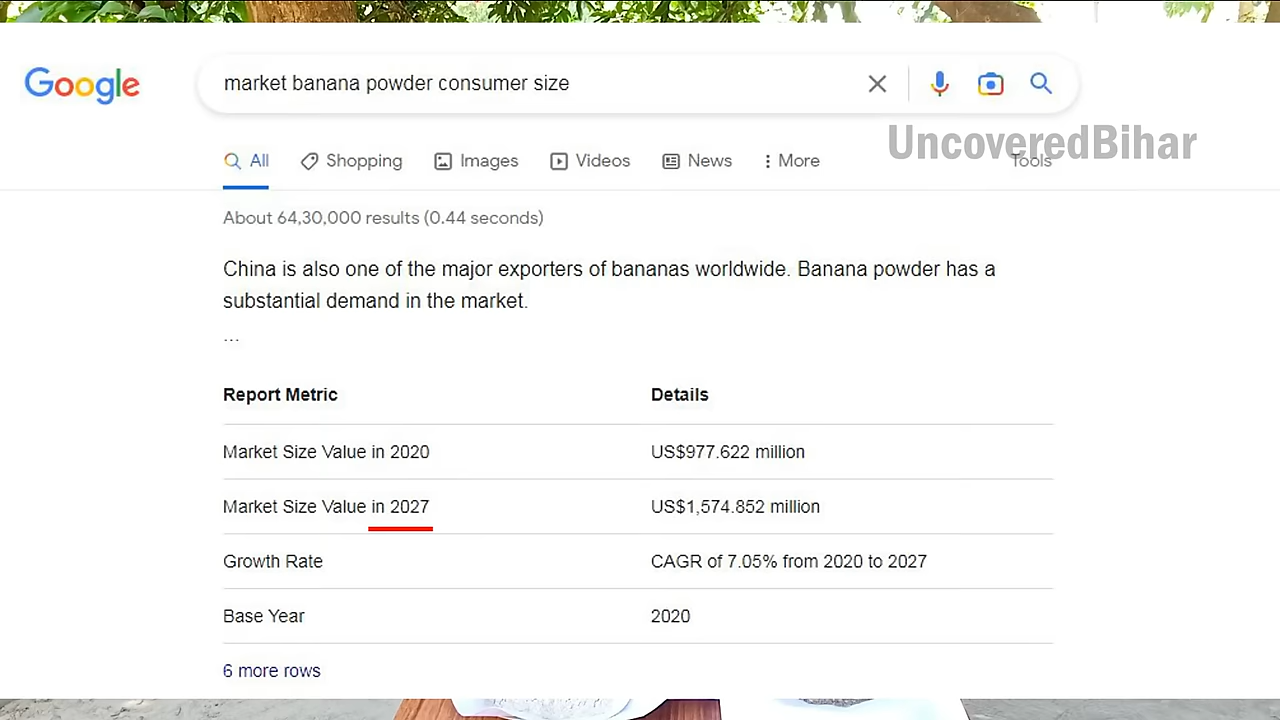 Google
market banana powder consumer size
UncoveredBihar
All Shopping Images Videos News More Tools
About 64,30,000 results (0.44 seconds)
China is also one of the major exporters of bananas worldwide. Banana powder has a
substantial demand in the market.
...
Report Metric Details
Market Size Value in 2020 US$977.622 million
Market Size Value in 2027 US$1,574.852 million
Growth Rate CAGR of 7.05% from 2020 to 2027
Base Year 2020
6 more rows